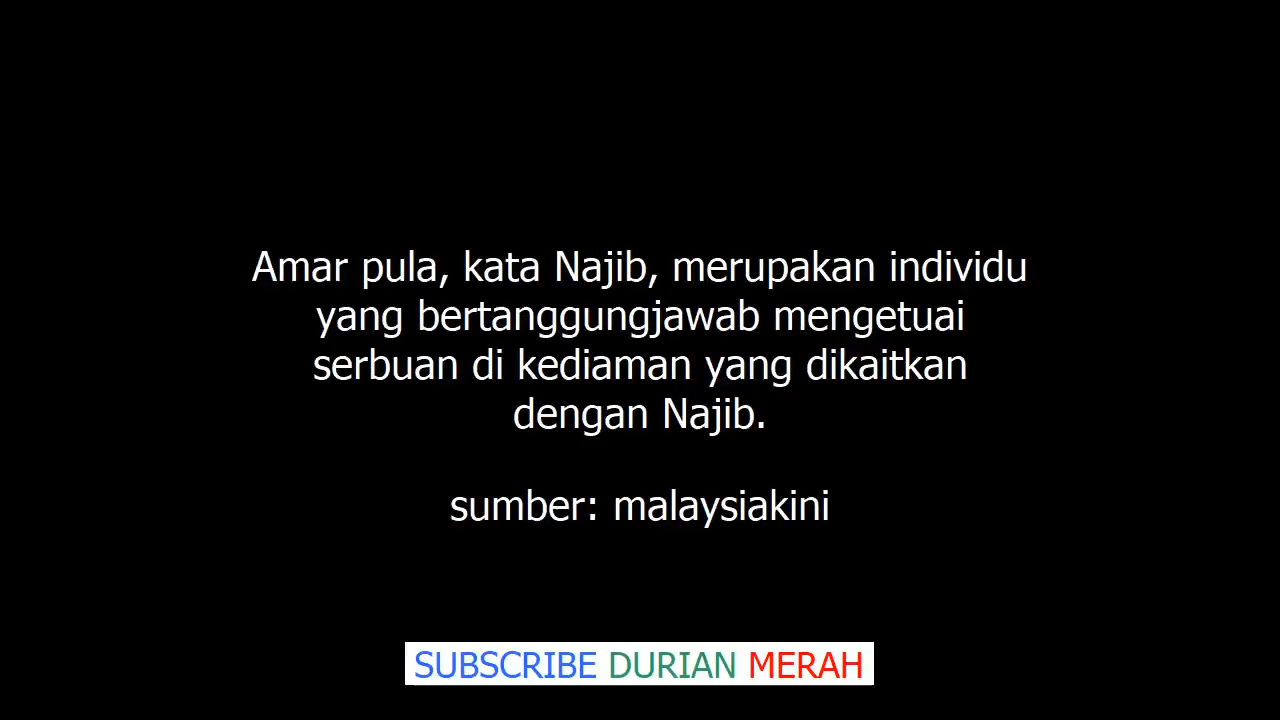 Amar pula, kata Najib, merupakan individu
yang bertanggungjawab mengetuai
serbuan di kediaman yang dikaitkan
dengan Najib.
sumber: malaysiakini
SUBSCRIBE DURIAN MERAH